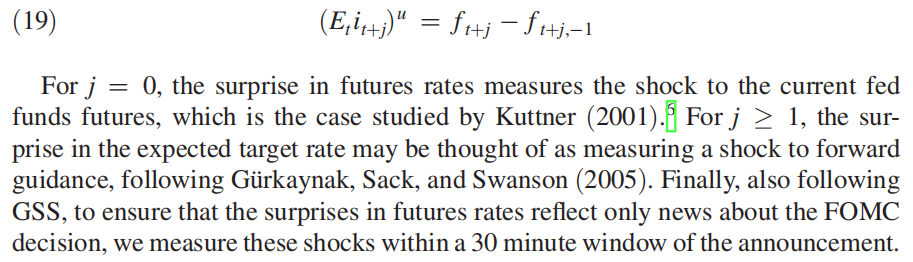 (19) (E_t i_{t+j})^u = f_{t+j} − f_{t+j,−1}
For j = 0, the surprise in futures rates measures the shock to the current fed
funds futures, which is the case studied by Kuttner (2001).⁵ For j ≥ 1, the sur-
prise in the expected target rate may be thought of as measuring a shock to forward
guidance, following Gürkaynak, Sack, and Swanson (2005). Finally, also following
GSS, to ensure that the surprises in futures rates reflect only news about the FOMC
decision, we measure these shocks within a 30 minute window of the announcement.